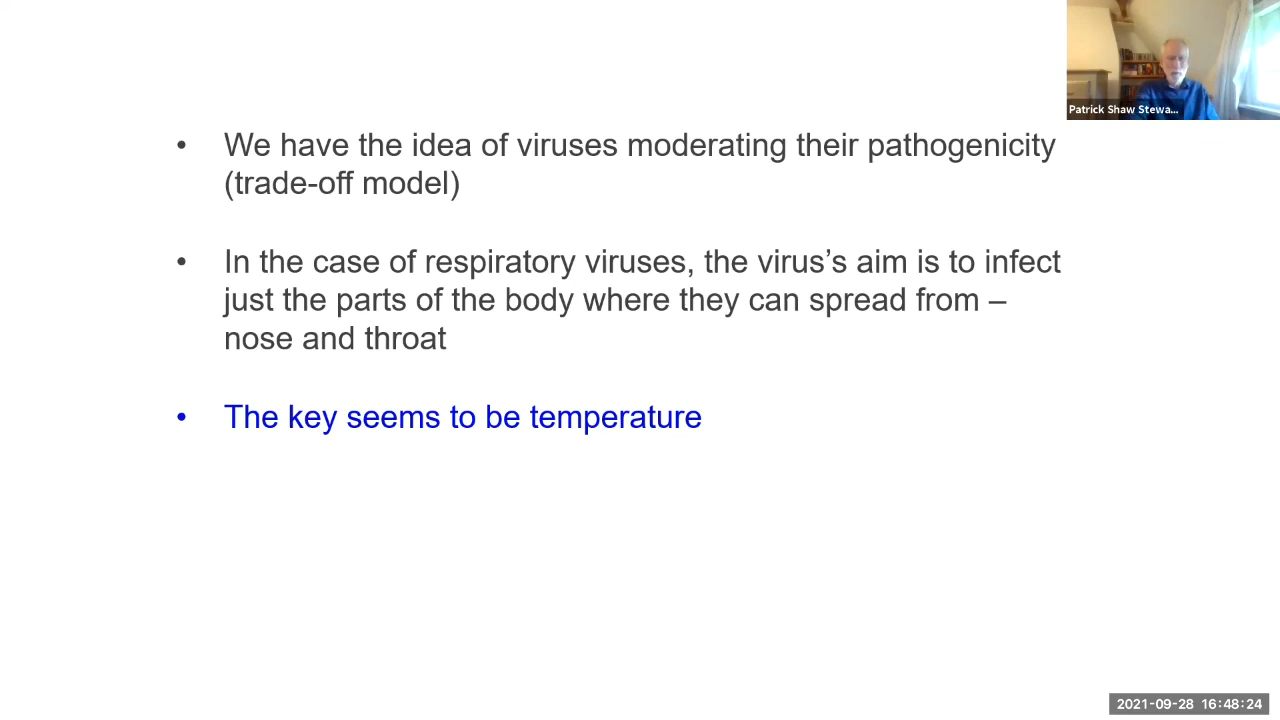 Patrick Shaw Stewa...
• We have the idea of viruses moderating their pathogenicity
(trade-off model)
• In the case of respiratory viruses, the virus’s aim is to infect
just the parts of the body where they can spread from –
nose and throat
• The key seems to be temperature
2021-09-28 16:48:24